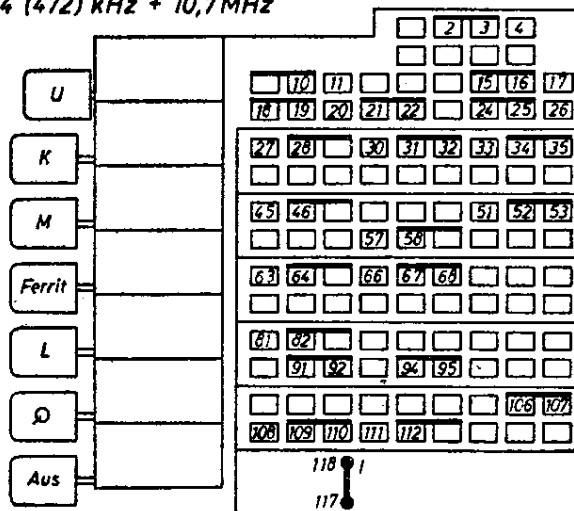 4 (472) kHz + 10,7 MHz
2 3 4
U
10 11 15 16 17
18 19 20 21 22 24 25 26
K
27 28 30 31 32 33 34 35
M
45 46 51 52 53
57 58
Ferrit
63 64 66 67 68
L
81 82
91 92 94 95
106 107
108 109 110 111 112
Aus
118 1
117